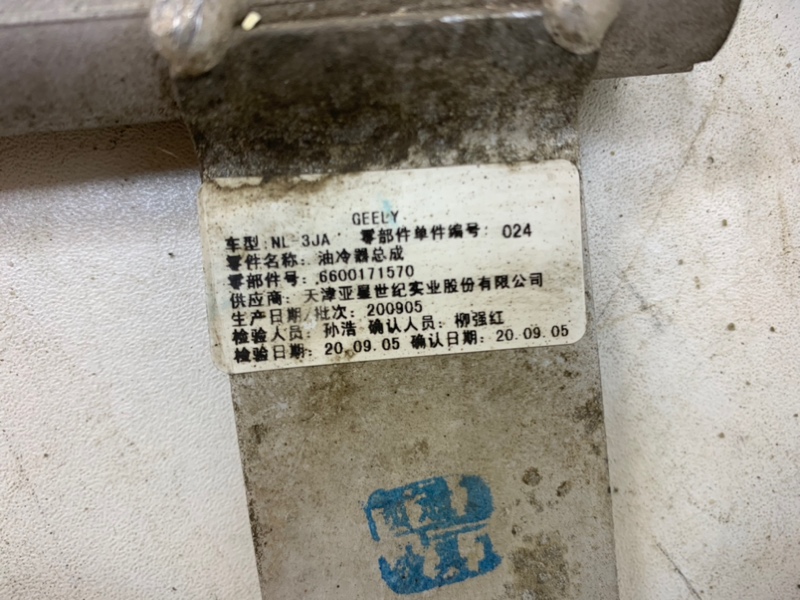 GEELY
车型:NL-3JA 零部件单件编号: 024
零件名称: 油冷器总成
零部件号: 6600171570
供应商: 天津亚星世纪实业股份有限公司
生产日期/批次: 200905
检验人员: 孙浩 确认人员: 柳强红
检验日期: 20.09.05 确认日期: 20.09.05